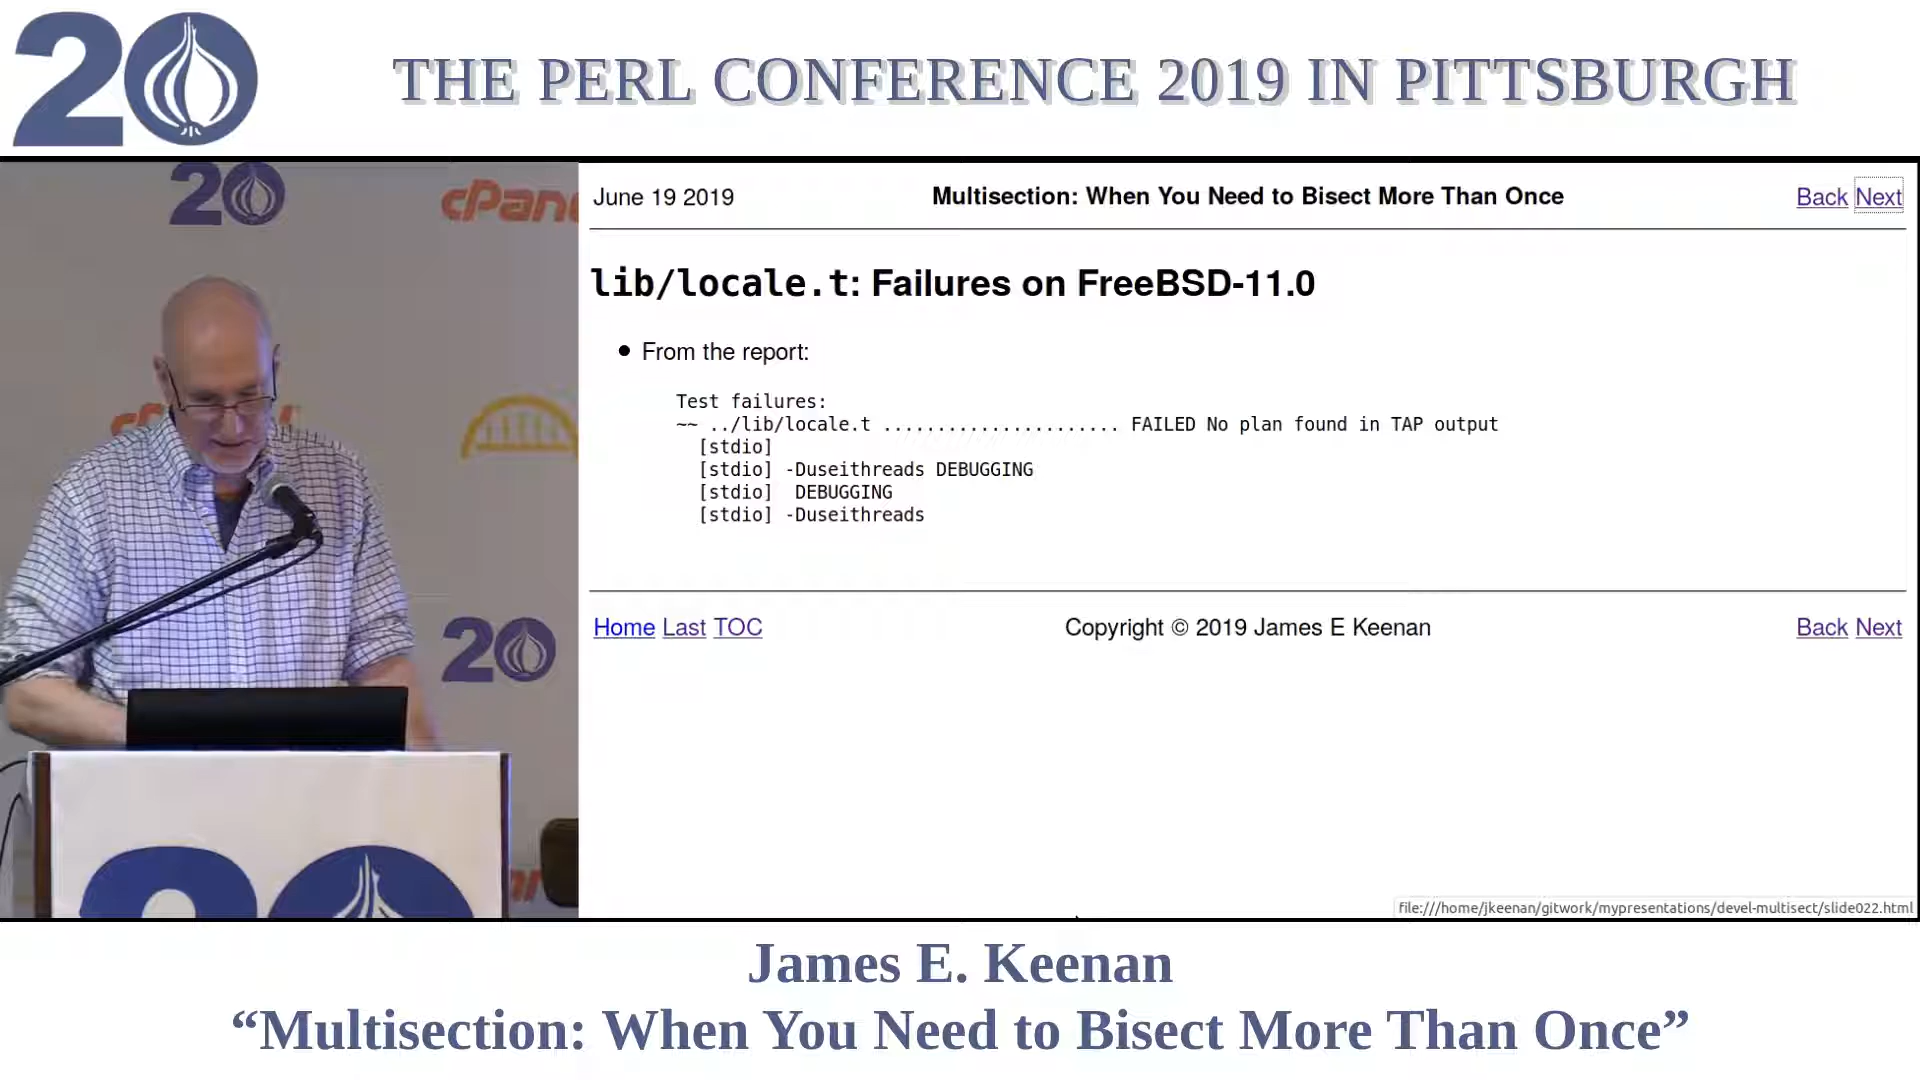 20
THE PERL CONFERENCE 2019 IN PITTSBURGH
20
cPane
June 19 2019
Multisection: When You Need to Bisect More Than Once
Back Next
lib/locale.t: Failures on FreeBSD-11.0
• From the report:
Test failures:
~~ ../lib/locale.t ...................... FAILED No plan found in TAP output
[stdio]
[stdio] -Duseithreads DEBUGGING
[stdio]  DEBUGGING
[stdio] -Duseithreads
20
Home Last TOC
Copyright © 2019 James E Keenan
Back Next
20
file:///home/jkeenan/gitwork/mypresentations/devel-multisect/slide022.html
James E. Keenan
“Multisection: When You Need to Bisect More Than Once”